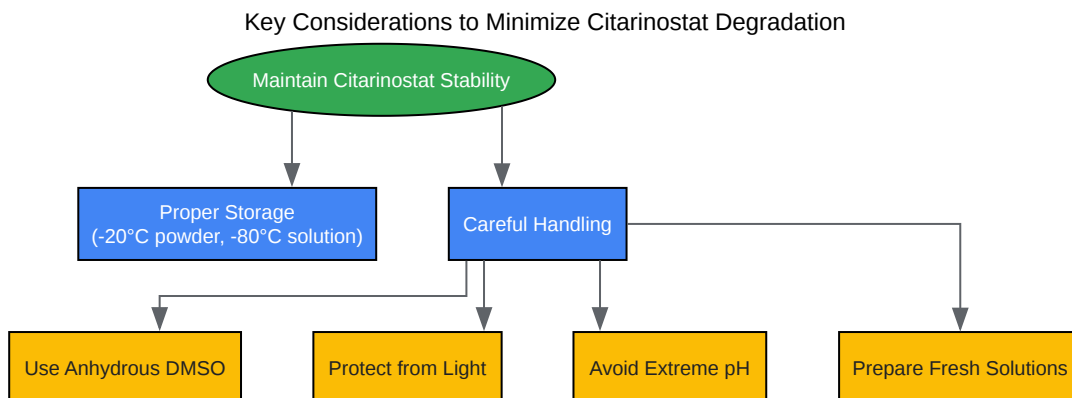 Key Considerations to Minimize Citarinostat Degradation
Maintain Citarinostat Stability
Proper Storage
(-20°C powder, -80°C solution)
Careful Handling
Use Anhydrous DMSO
Protect from Light
Avoid Extreme pH
Prepare Fresh Solutions